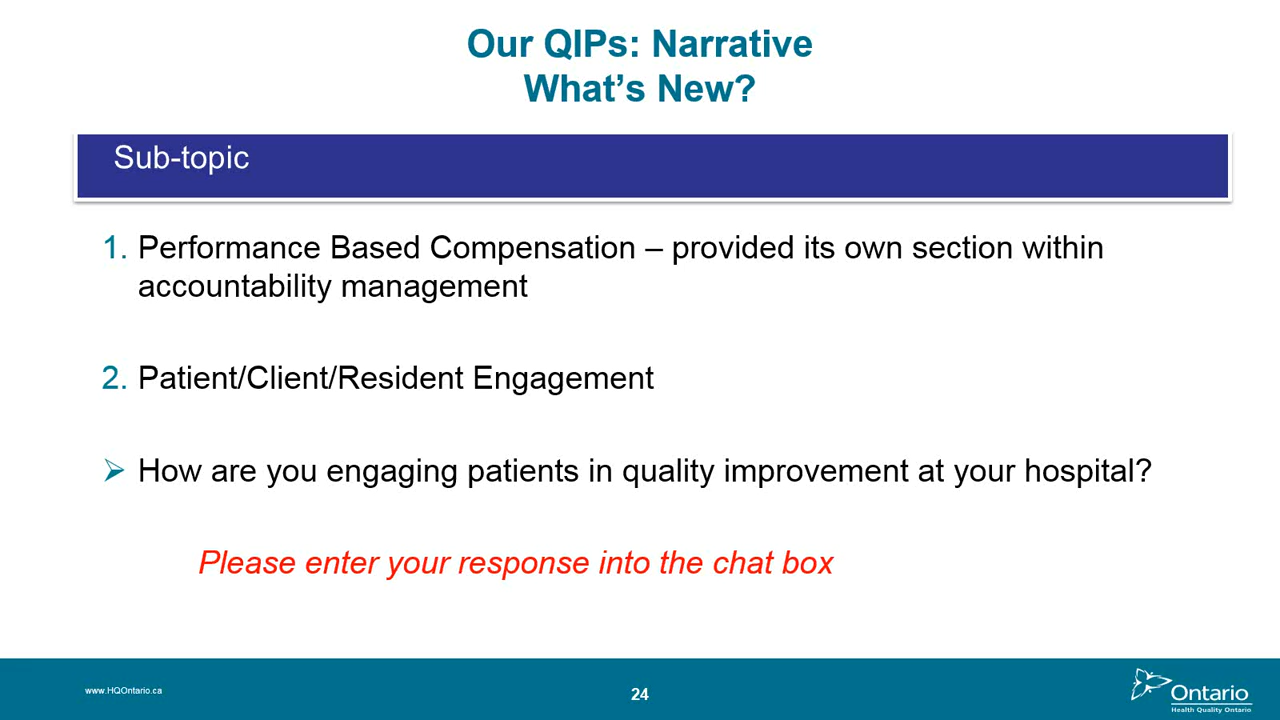 Our QIPs: Narrative
What's New?
Sub-topic
1. Performance Based Compensation – provided its own section within
accountability management
2. Patient/Client/Resident Engagement
➢ How are you engaging patients in quality improvement at your hospital?
Please enter your response into the chat box
www.HQOntario.ca
24
Ontario
Health Quality Ontario